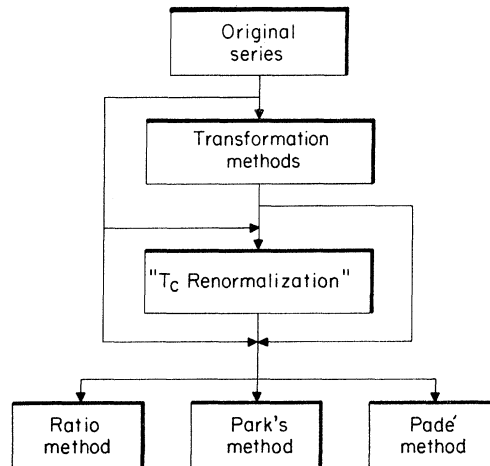 Original
series
Transformation
methods
"Tc Renormalization"
Ratio
method
Park's
method
Padé
method